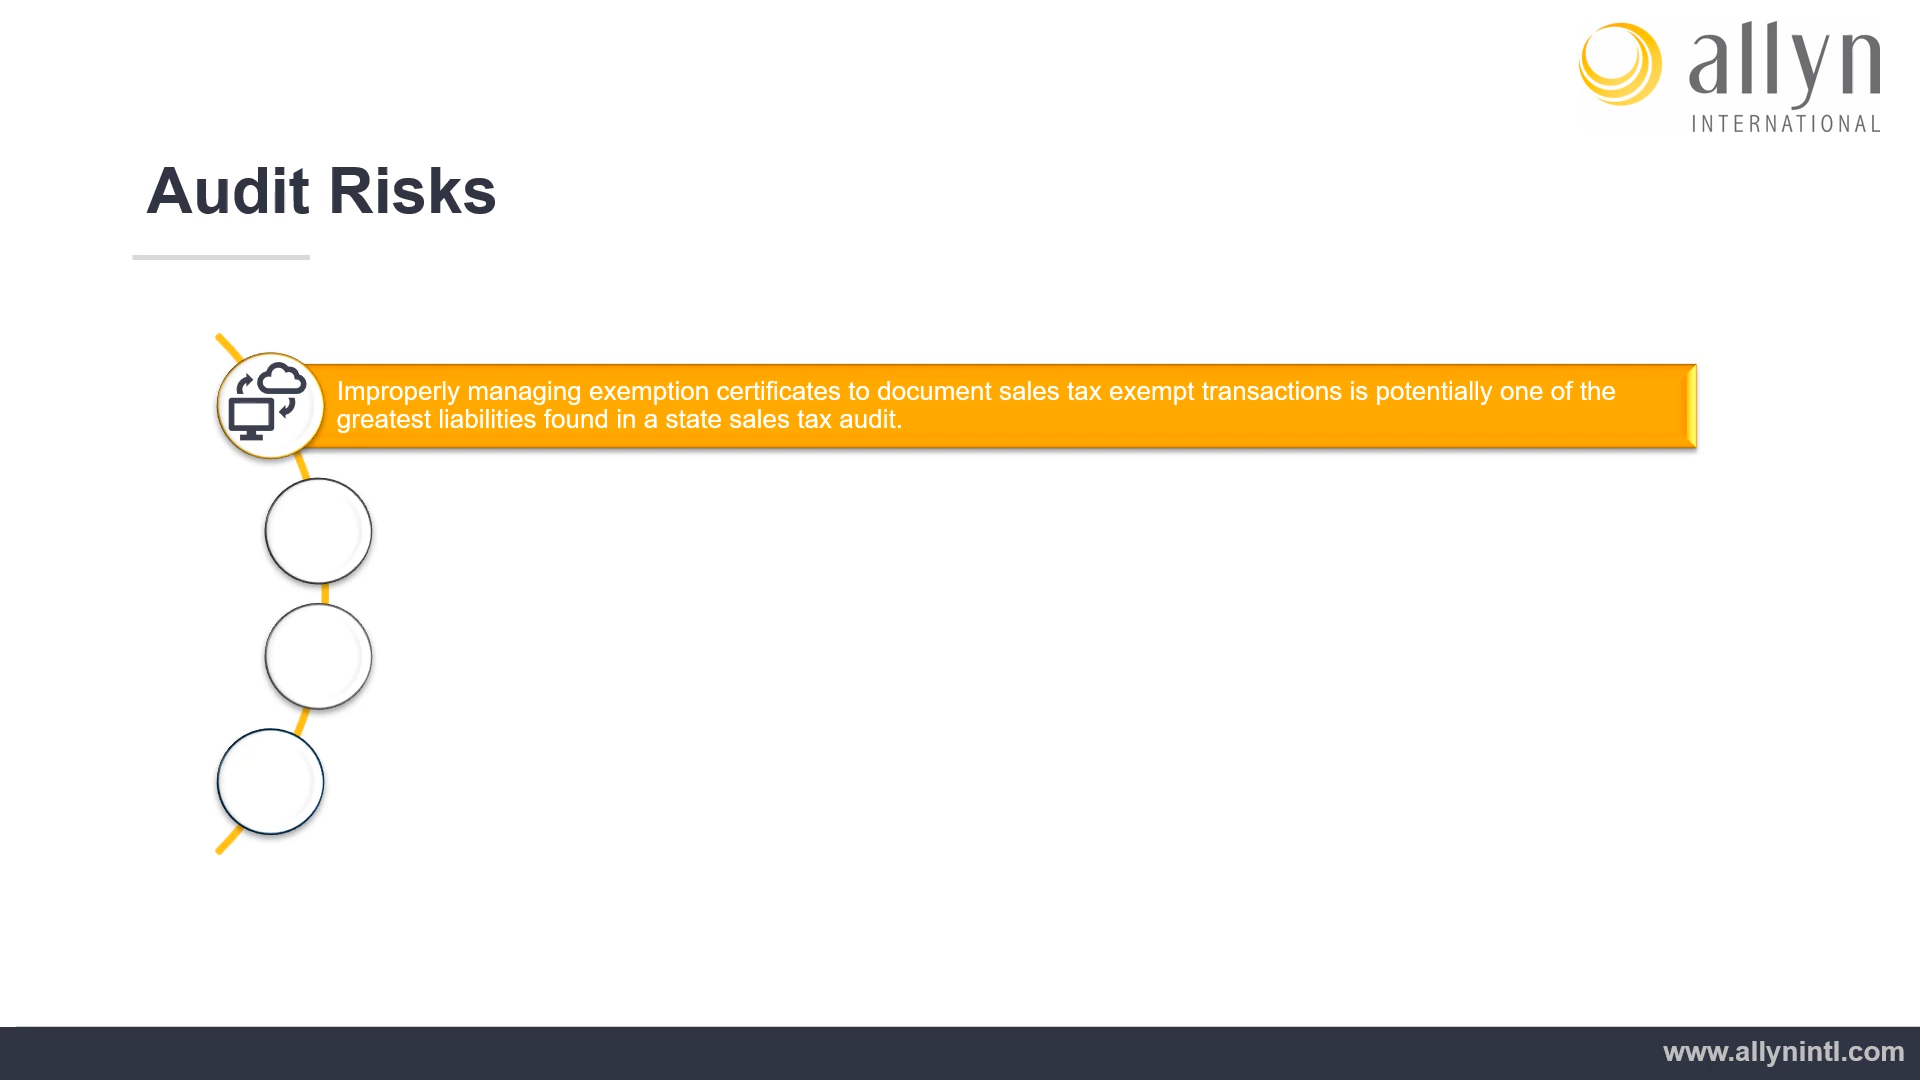 allyn
INTERNATIONAL
Audit Risks
Improperly managing exemption certificates to document sales tax exempt transactions is potentially one of the
greatest liabilities found in a state sales tax audit.
www.allynintl.com